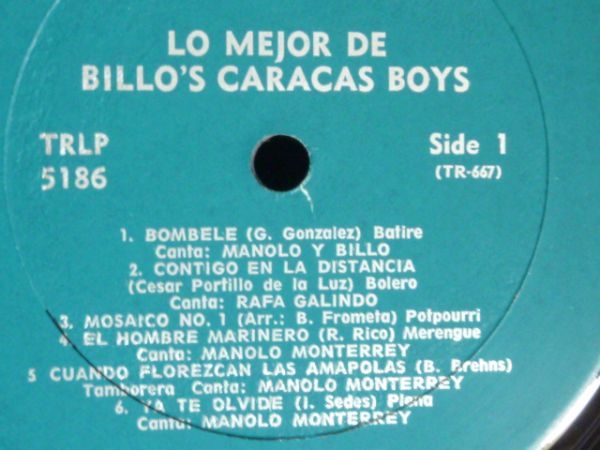 LO MEJOR DE
BILLO'S CARACAS BOYS
TRLP
5186
Side 1
(TR-667)
1. BOMBELE (G. Gonzalez) Batire
Canta: MANOLO Y BILLO
2. CONTIGO EN LA DISTANCIA
(Cesar Portillo de la Luz) Bolero
Canta: RAFA GALINDO
3. MOSAICO NO. 1 (Arr.: B. Frometa) Potpourri
4. EL HOMBRE MARINERO (R. Rico) Merengue
Canta: MANOLO MONTERREY
5 CUANDO FLOREZCAN LAS AMAPOLAS (B. Brehns)
Tamborera Canta: MANOLO MONTERREY
6. YA TE OLVIDE (I. Sedes) Plena
Canta: MANOLO MONTERREY